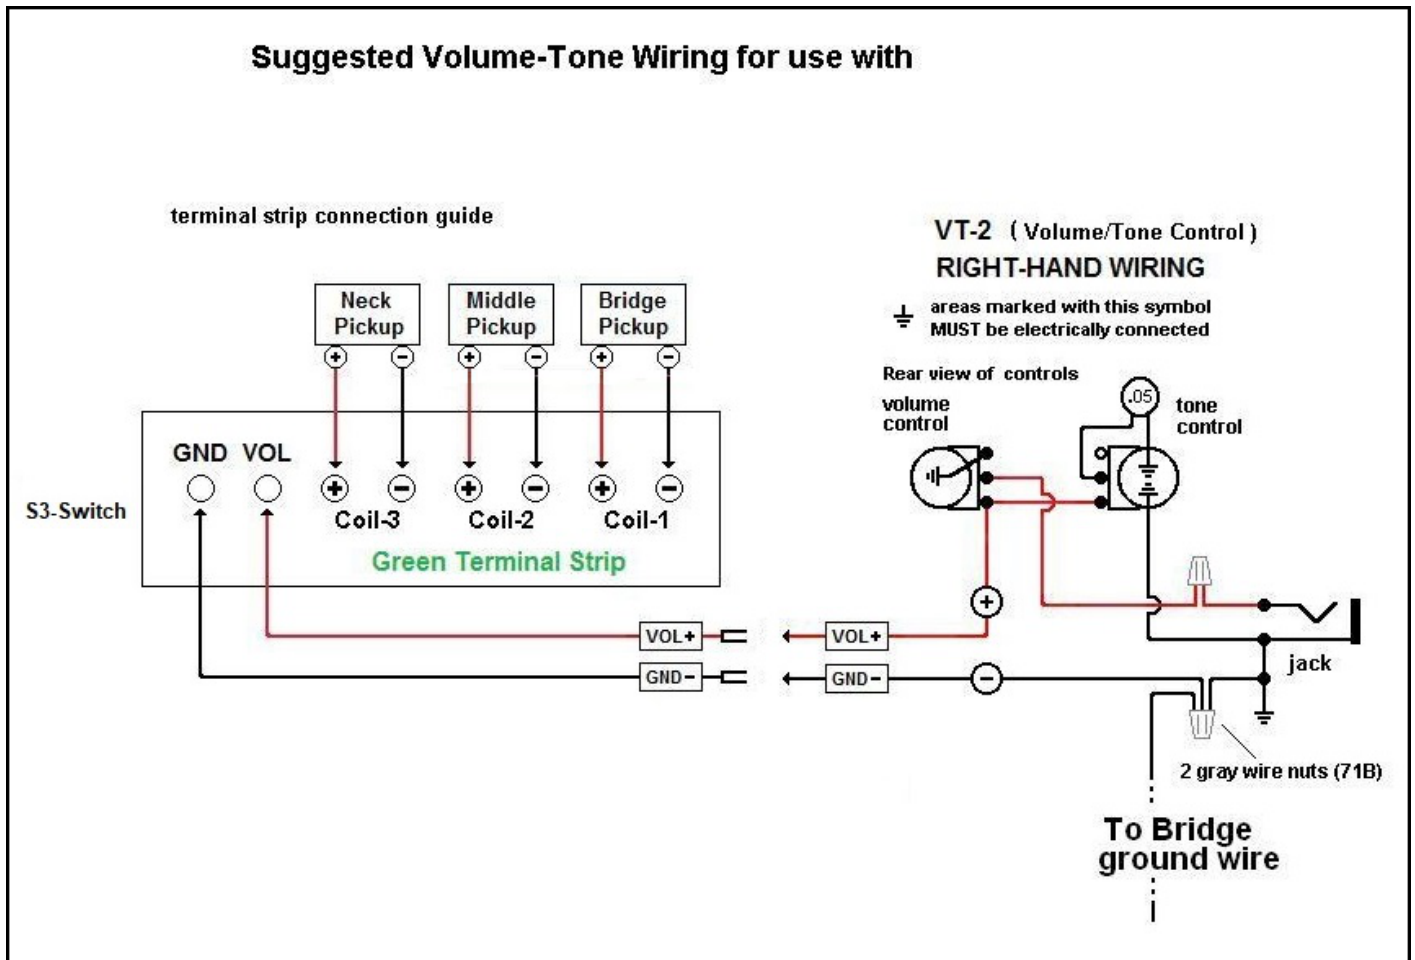 Suggested Volume-Tone Wiring for use with
terminal strip connection guide
VT-2 ( Volume/Tone Control )
RIGHT-HAND WIRING
areas marked with this symbol
MUST be electrically connected
Neck
Pickup
Middle
Pickup
Bridge
Pickup
+ − + − + −
Rear view of controls
volume
control
.05
tone
control
GND VOL
+ − + − + −
S3-Switch
Coil-3 Coil-2 Coil-1
Green Terminal Strip
+
VOL+ VOL+
GND− GND−
−
jack
2 gray wire nuts (71B)
To Bridge
ground wire